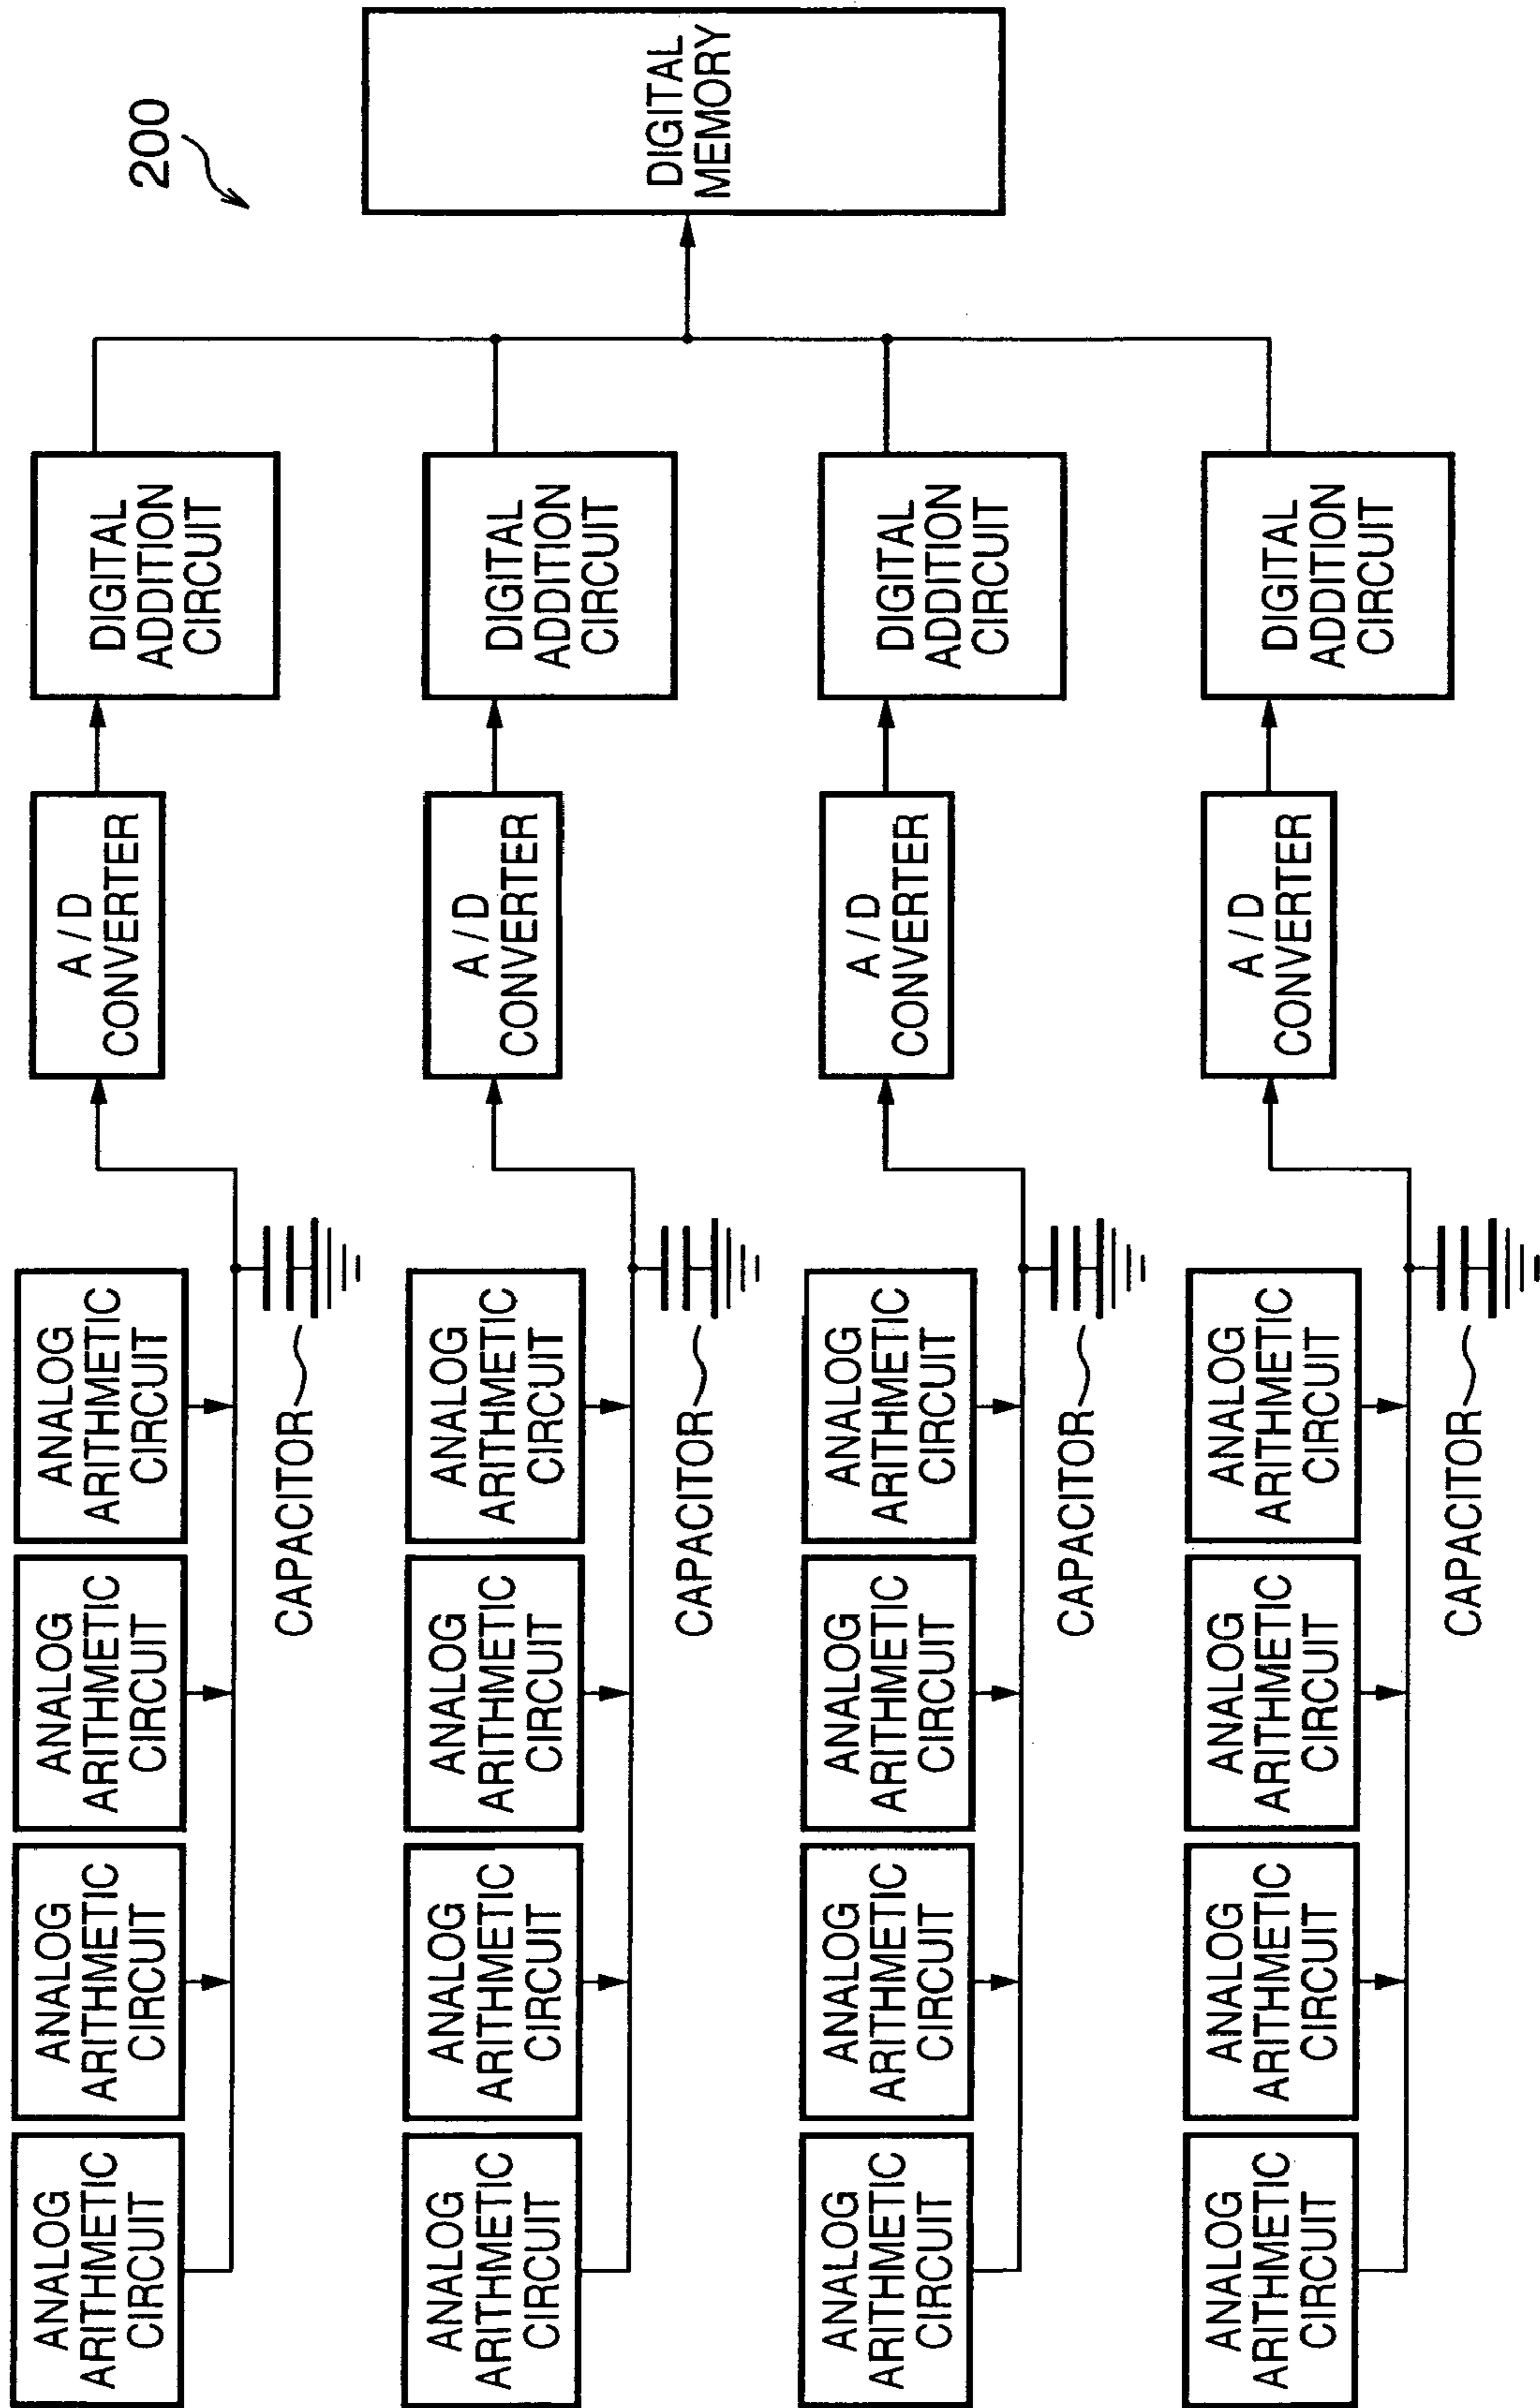 ANALOG
ARITHMETIC
CIRCUIT
ANALOG
ARITHMETIC
CIRCUIT
ANALOG
ARITHMETIC
CIRCUIT
ANALOG
ARITHMETIC
CIRCUIT
A / D
CONVERTER
DIGITAL
ADDITION
CIRCUIT
200
CAPACITOR
ANALOG
ARITHMETIC
CIRCUIT
ANALOG
ARITHMETIC
CIRCUIT
ANALOG
ARITHMETIC
CIRCUIT
ANALOG
ARITHMETIC
CIRCUIT
A / D
CONVERTER
DIGITAL
ADDITION
CIRCUIT
CAPACITOR
DIGITAL
MEMORY
ANALOG
ARITHMETIC
CIRCUIT
ANALOG
ARITHMETIC
CIRCUIT
ANALOG
ARITHMETIC
CIRCUIT
ANALOG
ARITHMETIC
CIRCUIT
A / D
CONVERTER
DIGITAL
ADDITION
CIRCUIT
CAPACITOR
ANALOG
ARITHMETIC
CIRCUIT
ANALOG
ARITHMETIC
CIRCUIT
ANALOG
ARITHMETIC
CIRCUIT
ANALOG
ARITHMETIC
CIRCUIT
A / D
CONVERTER
DIGITAL
ADDITION
CIRCUIT
CAPACITOR